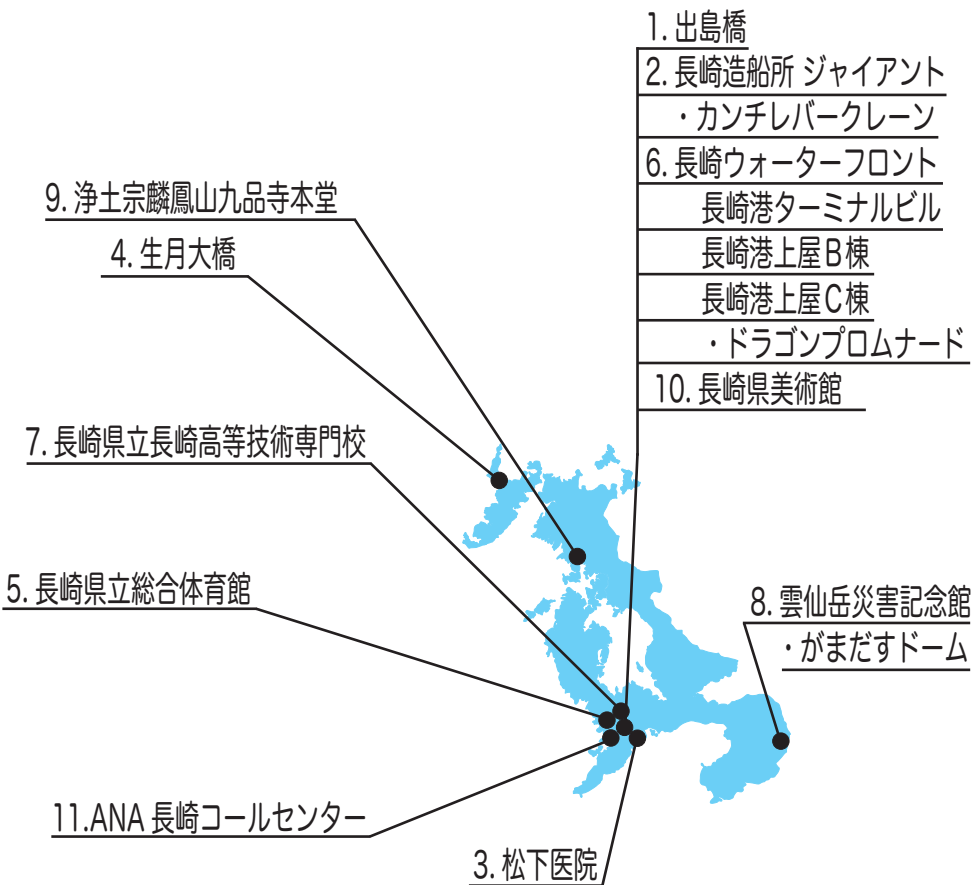 1. 出島橋
2. 長崎造船所 ジャイアント
・カンチレバークレーン
6. 長崎ウォーターフロント
長崎港ターミナルビル
長崎港上屋B棟
長崎港上屋C棟
・ドラゴンプロムナード
10. 長崎県美術館
9. 浄土宗麟鳳山九品寺本堂
4. 生月大橋
7. 長崎県立長崎高等技術専門校
5. 長崎県立総合体育館
8. 雲仙岳災害記念館
・がまだすドーム
11.ANA 長崎コールセンター
3. 松下医院